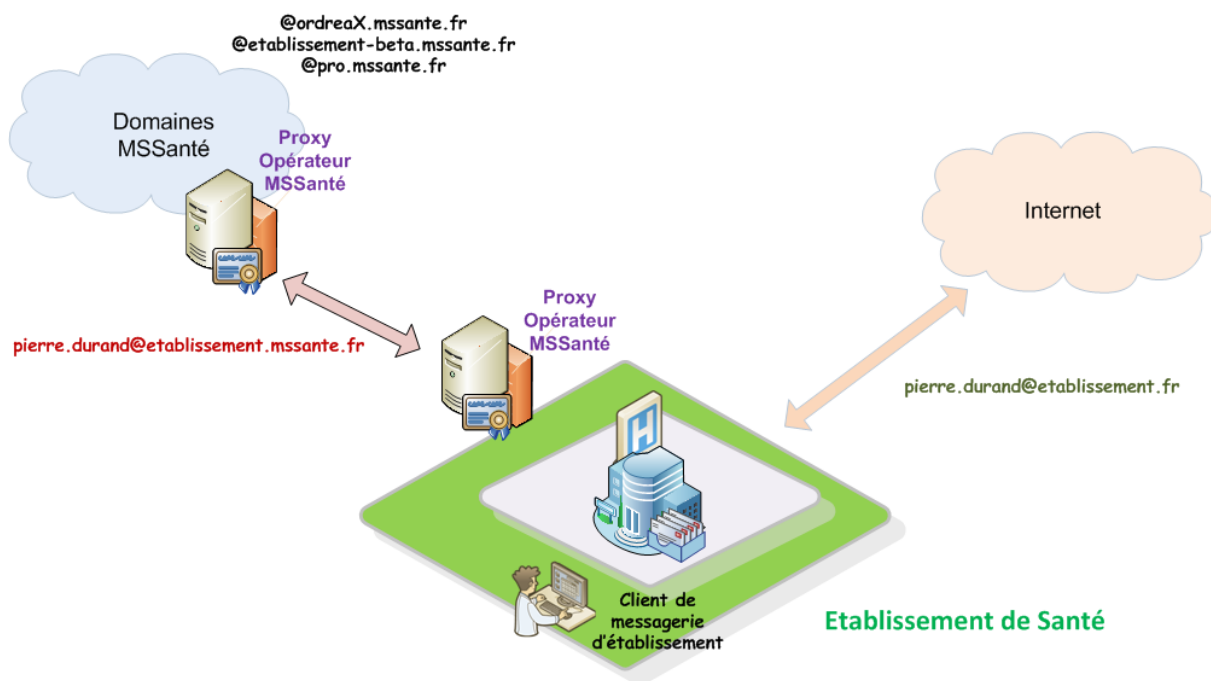 @ordreaX.mssante.fr
@etablissement-beta.mssante.fr
@pro.mssante.fr
Domaines
MSSanté
Proxy
Opérateur
MSSanté
Internet
Proxy
Opérateur
MSSanté
pierre.durand@etablissement.mssante.fr
pierre.durand@etablissement.fr
H
Client de
messagerie
d'établissement
Etablissement de Santé